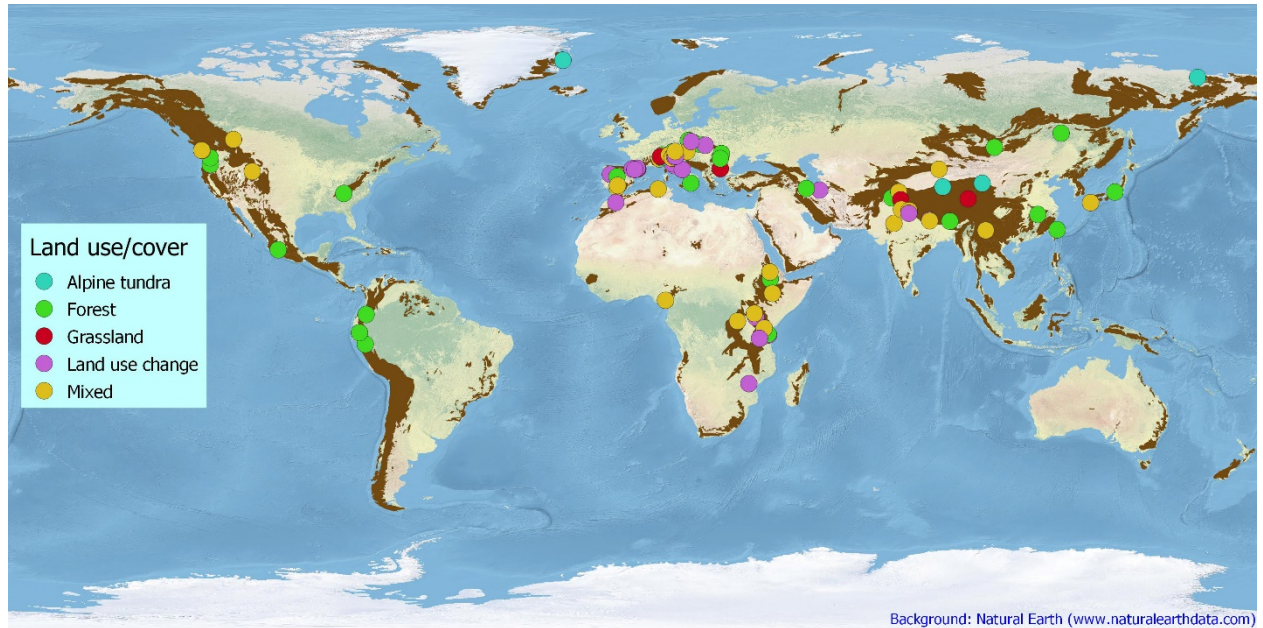 Land use/cover
Alpine tundra
Forest
Grassland
Land use change
Mixed
Background: Natural Earth (www.naturalearthdata.com)